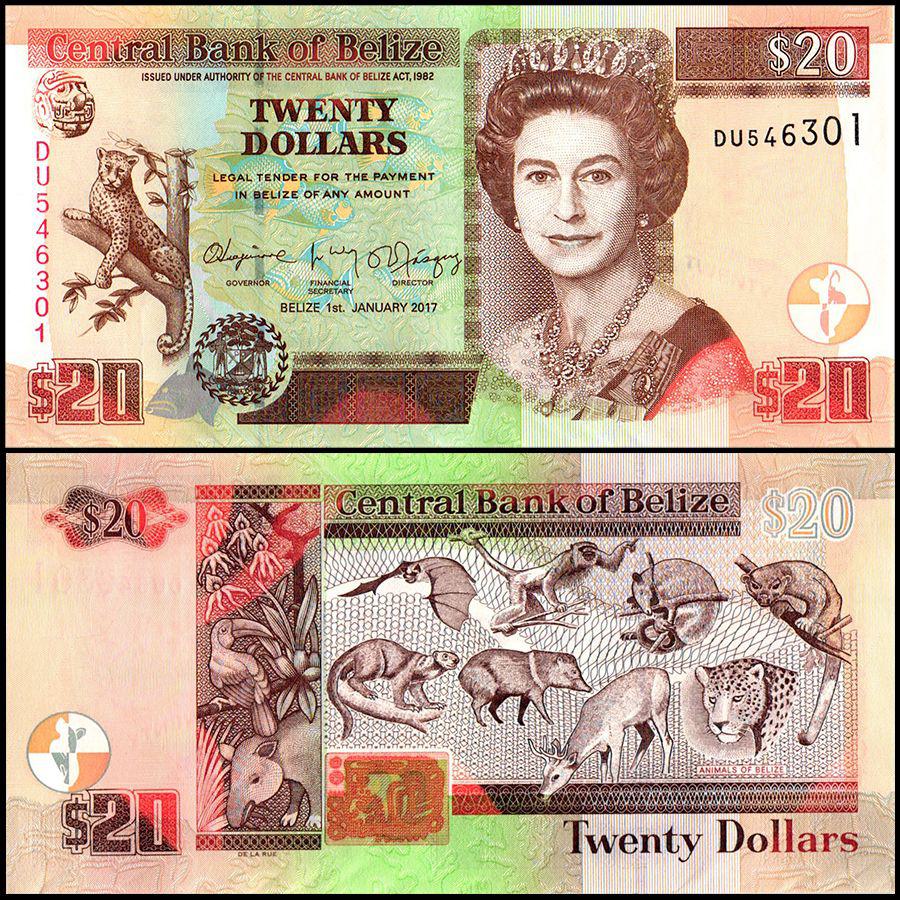 Central Bank of Belize
$20
ISSUED UNDER AUTHORITY OF THE CENTRAL BANK OF BELIZE ACT, 1982
TWENTY
DOLLARS
DU546301
LEGAL TENDER FOR THE PAYMENT
IN BELIZE OF ANY AMOUNT
DU546301
GOVERNOR
FINANCIAL
SECRETARY
DIRECTOR
BELIZE 1st. JANUARY 2017
$20
$20
$20
Central Bank of Belize
$20
ANIMALS OF BELIZE
$20
Twenty Dollars
DE LA RUE